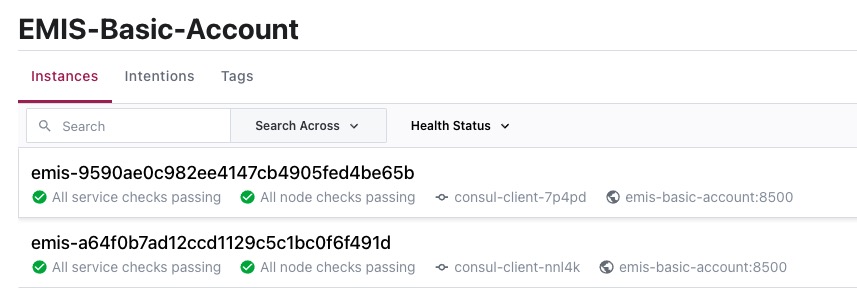 EMIS-Basic-Account
Instances Intentions Tags
Search Search Across Health Status
emis-9590ae0c982ee4147cb4905fed4be65b
All service checks passing All node checks passing consul-client-7p4pd emis-basic-account:8500
emis-a64f0b7ad12ccd1129c5c1bc0f6f491d
All service checks passing All node checks passing consul-client-nnl4k emis-basic-account:8500